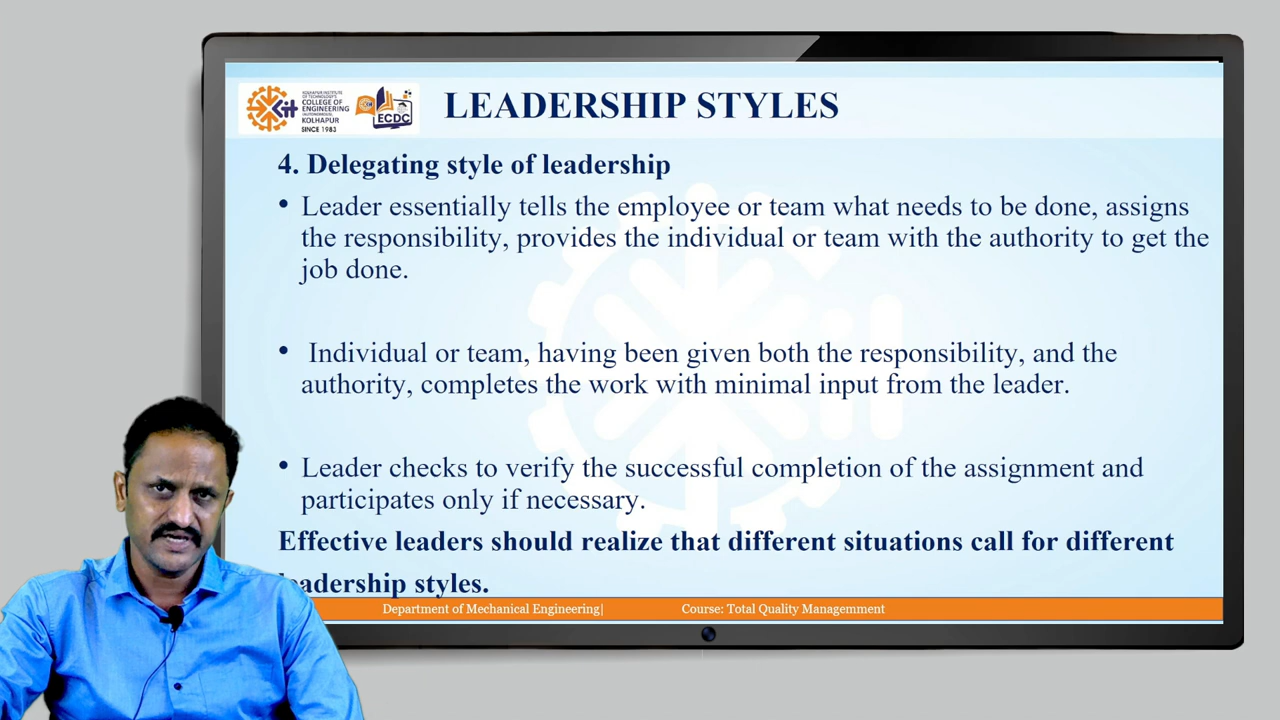 KOLHAPUR INSTITUTE
OF TECHNOLOGY'S
COLLEGE OF
ENGINEERING
(AUTONOMOUS),
KOLHAPUR
SINCE 1983
ECDC
LEADERSHIP STYLES
4. Delegating style of leadership
• Leader essentially tells the employee or team what needs to be done, assigns
the responsibility, provides the individual or team with the authority to get the
job done.
• Individual or team, having been given both the responsibility, and the
authority, completes the work with minimal input from the leader.
• Leader checks to verify the successful completion of the assignment and
participates only if necessary.
Effective leaders should realize that different situations call for different
leadership styles.
Department of Mechanical Engineering| Course: Total Quality Managemment